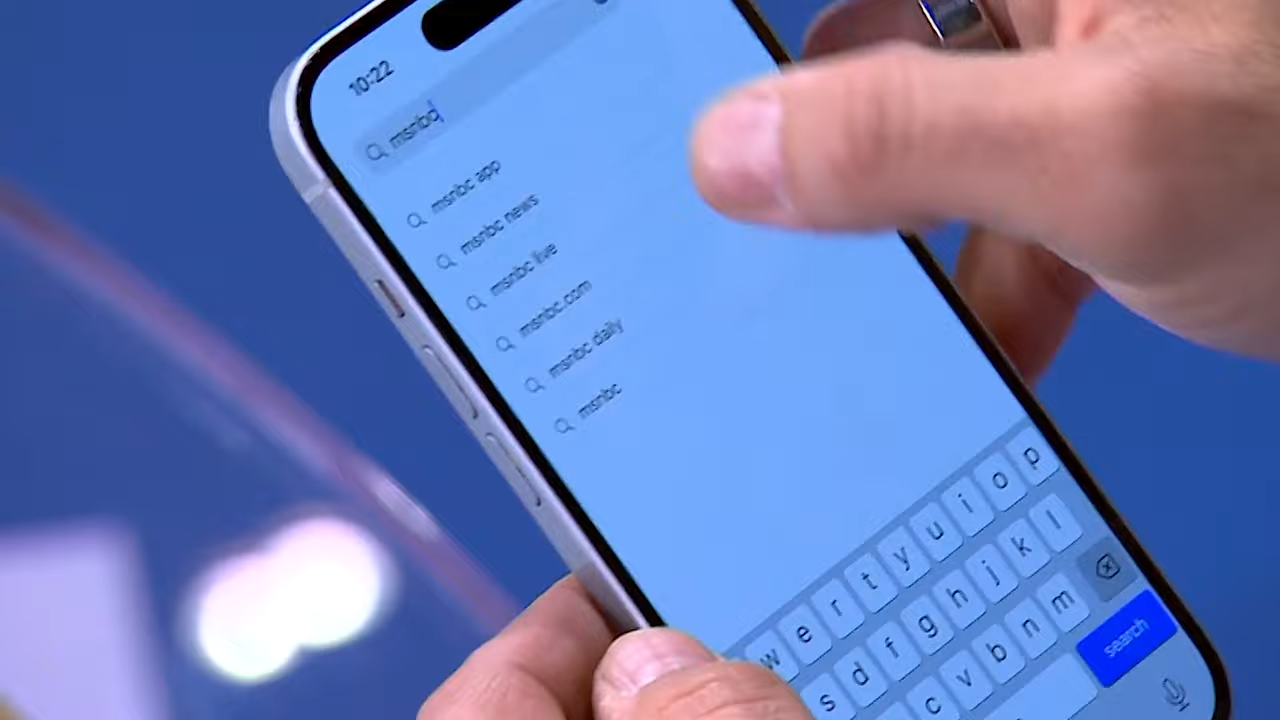 10:22
msnbc
msnbc app
msnbc news
msnbc live
msnbc.com
msnbc daily
msnbc
w e r t y u i o p
s d f g h j k l
c v b n m
search